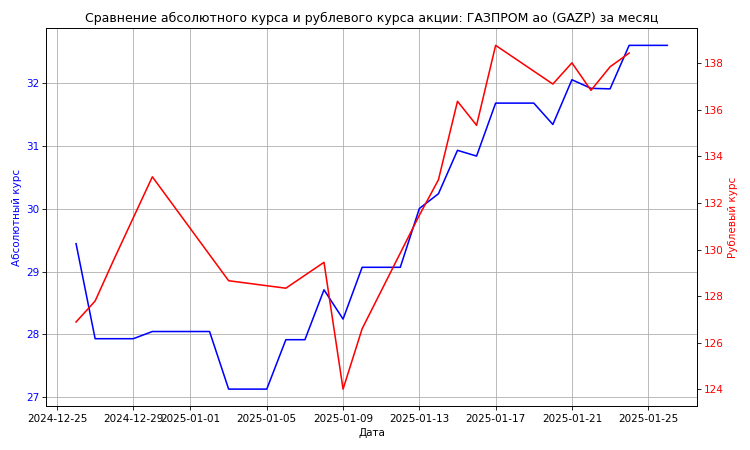 Сравнение абсолютного курса и рублевого курса акции: ГАЗПРОМ ао (GAZP) за месяц
Абсолютный курс
32
31
30
29
28
27
138
136
134
132
130
128
126
124
Рублевый курс
2024-12-25 2024-12-29 2025-01-01 2025-01-05 2025-01-09 2025-01-13 2025-01-17 2025-01-21 2025-01-25
Дата